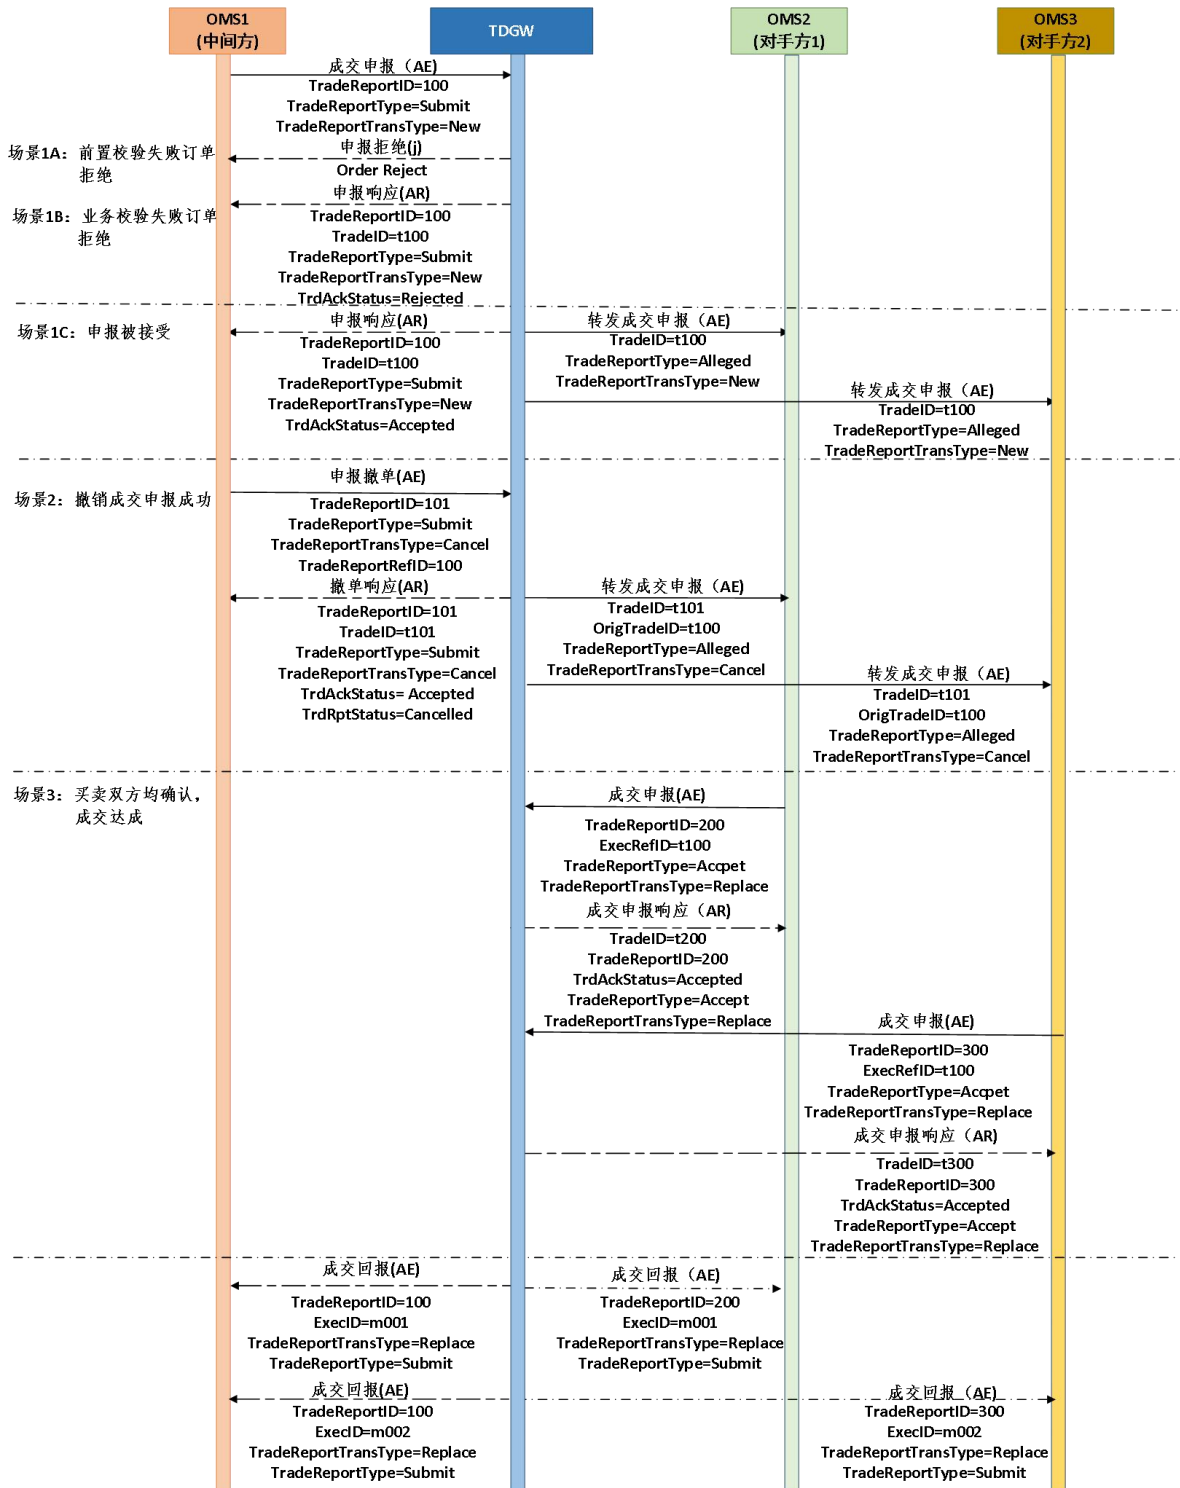 OMS1
(中间方)
TDGW
OMS2
(对手方1)
OMS3
(对手方2)
成交申报（AE)
TradeReportID=100
TradeReportType=Submit
TradeReportTransType=New
场景1A：前置校验失败订单
拒绝
申报拒绝(j)
Order Reject
申报响应(AR)
场景1B：业务校验失败订单
拒绝
TradeReportID=100
TradeID=t100
TradeReportType=Submit
TradeReportTransType=New
TrdAckStatus=Rejected
场景1C：申报被接受
申报响应(AR)
TradeReportID=100
TradeID=t100
TradeReportType=Submit
TradeReportTransType=New
TrdAckStatus=Accepted
转发成交申报（AE)
TradeID=t100
TradeReportType=Alleged
TradeReportTransType=New
转发成交申报（AE)
TradeID=t100
TradeReportType=Alleged
TradeReportTransType=New
场景2：撤销成交申报成功
申报撤单(AE)
TradeReportID=101
TradeReportType=Submit
TradeReportTransType=Cancel
TradeReportRefID=100
撤单响应(AR)
TradeReportID=101
TradeID=t101
TradeReportType=Submit
TradeReportTransType=Cancel
TrdAckStatus= Accepted
TrdRptStatus=Cancelled
转发成交申报（AE)
TradeID=t101
OrigTradeID=t100
TradeReportType=Alleged
TradeReportTransType=Cancel
转发成交申报（AE)
TradeID=t101
OrigTradeID=t100
TradeReportType=Alleged
TradeReportTransType=Cancel
场景3：买卖双方均确认，
成交达成
成交申报(AE)
TradeReportID=200
ExecRefID=t100
TradeReportType=Accpet
TradeReportTransType=Replace
成交申报响应（AR)
TradeID=t200
TradeReportID=200
TrdAckStatus=Accepted
TradeReportType=Accept
TradeReportTransType=Replace
成交申报(AE)
TradeReportID=300
ExecRefID=t100
TradeReportType=Accpet
TradeReportTransType=Replace
成交申报响应（AR)
TradeID=t300
TradeReportID=300
TrdAckStatus=Accepted
TradeReportType=Accept
TradeReportTransType=Replace
成交回报(AE)
TradeReportID=100
ExecID=m001
TradeReportTransType=Replace
TradeReportType=Submit
成交回报（AE)
TradeReportID=200
ExecID=m001
TradeReportTransType=Replace
TradeReportType=Submit
成交回报(AE)
TradeReportID=100
ExecID=m002
TradeReportTransType=Replace
TradeReportType=Submit
成交回报（AE)
TradeReportID=300
ExecID=m002
TradeReportTransType=Replace
TradeReportType=Submit